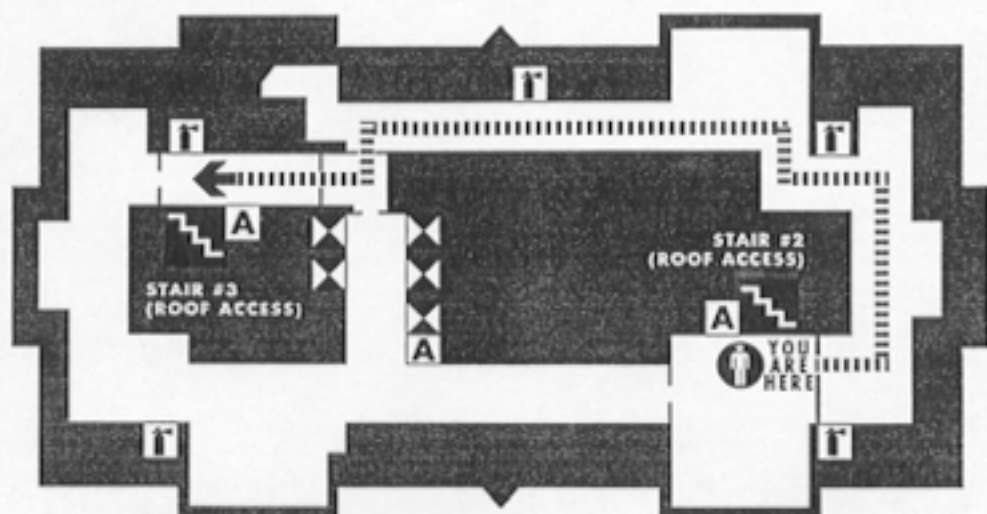 A
STAIR #3
(ROOF ACCESS)
A
STAIR #2
(ROOF ACCESS)
A
YOU
ARE
HERE